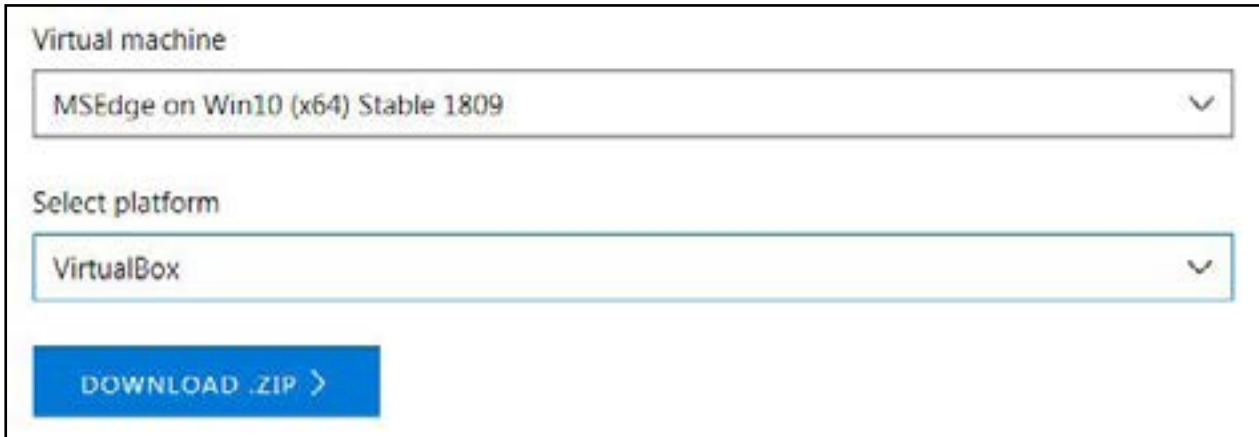 Virtual machine
MSEdge on Win10 (x64) Stable 1809
Select platform
VirtualBox
DOWNLOAD .ZIP >